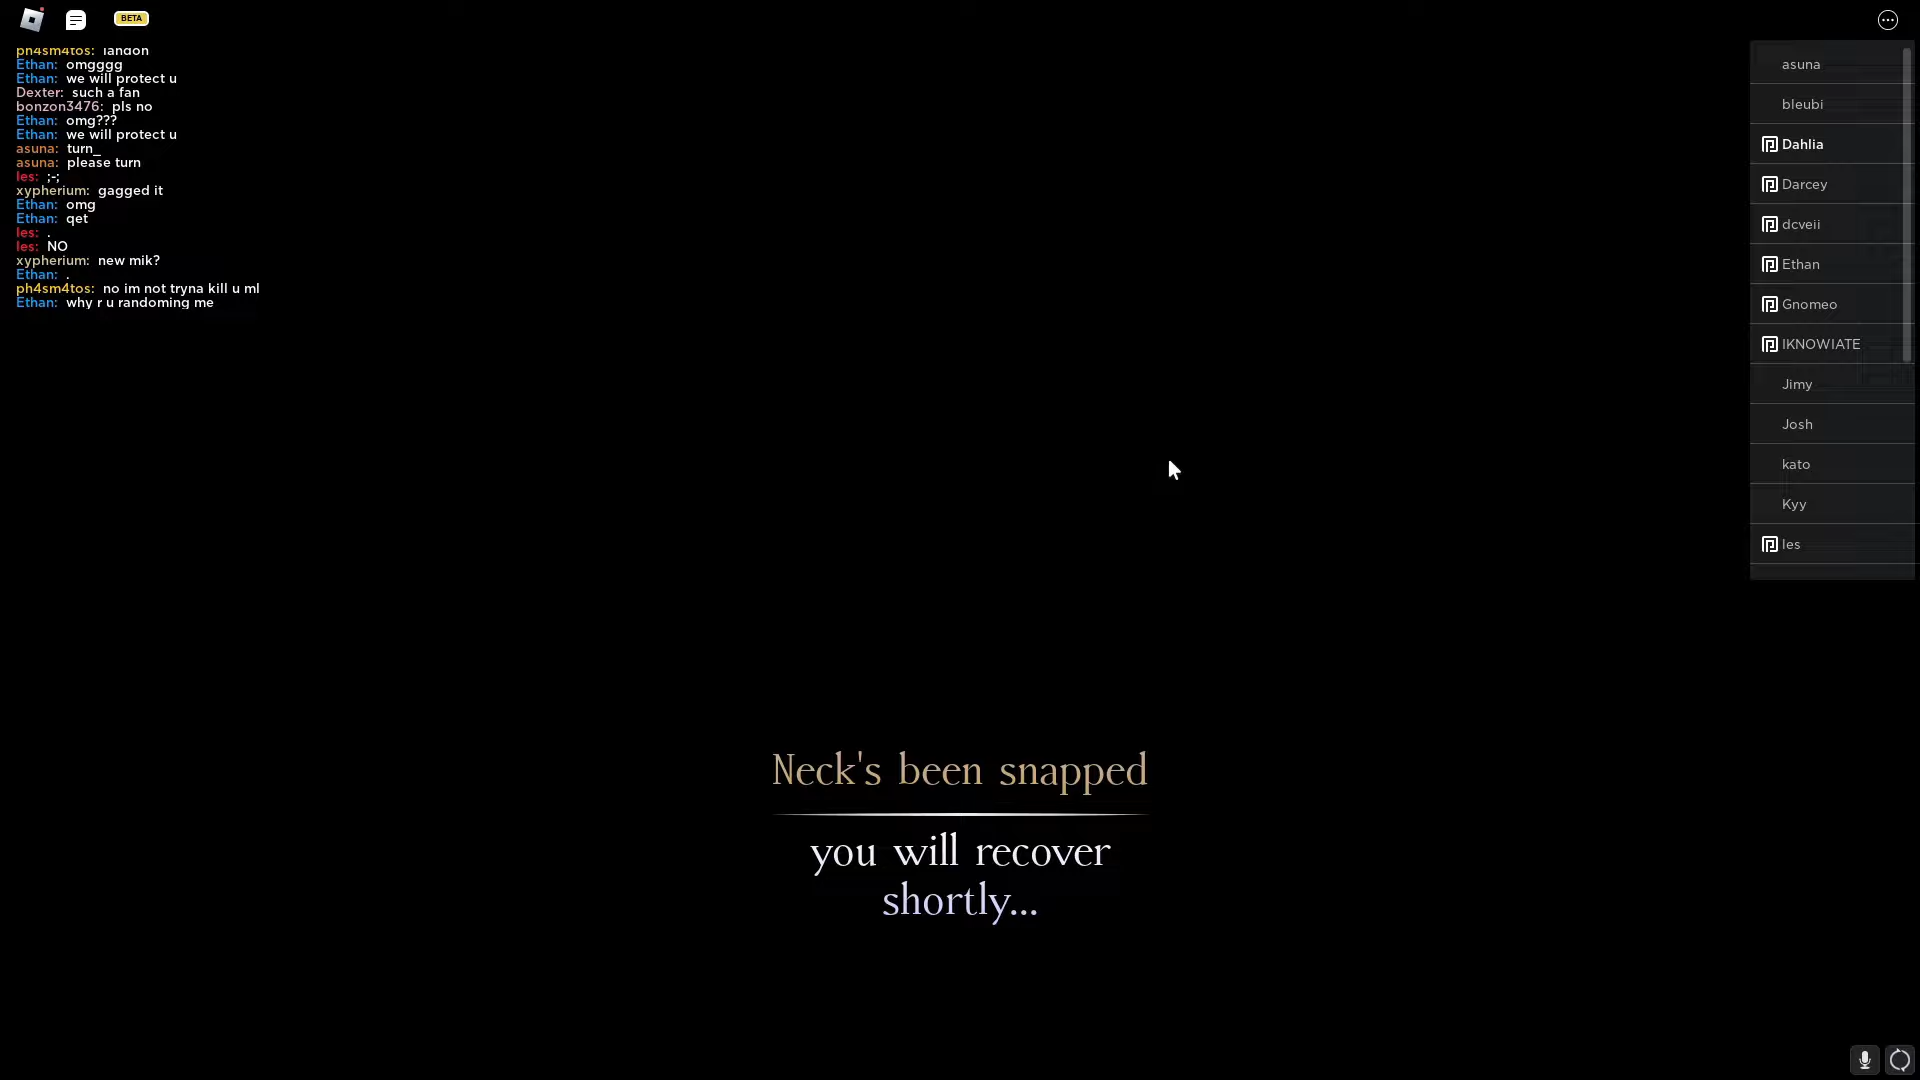 BETA
ph4sm4tos: landon
Ethan: omgggg
Ethan: we will protect u
Dexter: such a fan
bonzon3476: pls no
Ethan: omg???
Ethan: we will protect u
asuna: turn_
asuna: please turn
les: ;-;
xypherium: gagged it
Ethan: omg
Ethan: qet
les: .
les: NO
xypherium: new mik?
Ethan: .
ph4sm4tos: no im not tryna kill u ml
Ethan: why r u randoming me
asuna
bleubi
Dahlia
Darcey
dcveii
Ethan
Gnomeo
IKNOWIATE
Jimy
Josh
kato
Kyy
les
Neck's been snapped
you will recover
shortly...